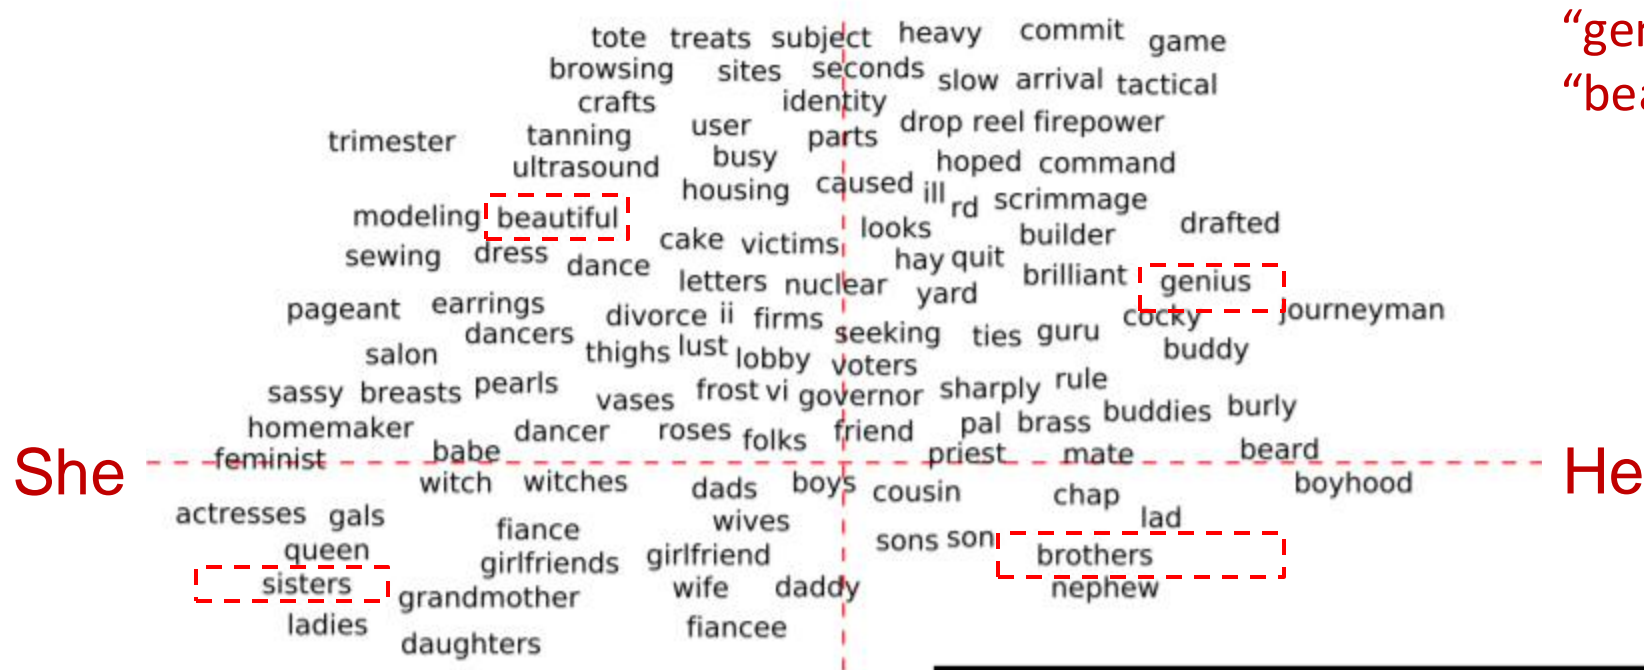 tote treats subject heavy commit game
browsing sites seconds slow arrival tactical
crafts identity
trimester tanning user parts drop reel firepower
ultrasound busy hoped command
housing caused ill rd scrimmage
modeling beautiful looks builder drafted
sewing dress dance cake victims hay quit
letters nuclear yard brilliant genius
pageant earrings divorce ii firms cocky journeyman
dancers seeking ties guru
salon thighs lust lobby voters buddy
sassy breasts pearls frost vi governor sharply rule
vases pal brass buddies burly
homemaker dancer roses folks friend
feminist babe priest mate beard
She He
witch witches dads boys cousin chap boyhood
actresses gals fiance wives lad
queen girlfriends girlfriend sons son brothers
sisters grandmother wife daddy nephew
ladies daughters fiancee